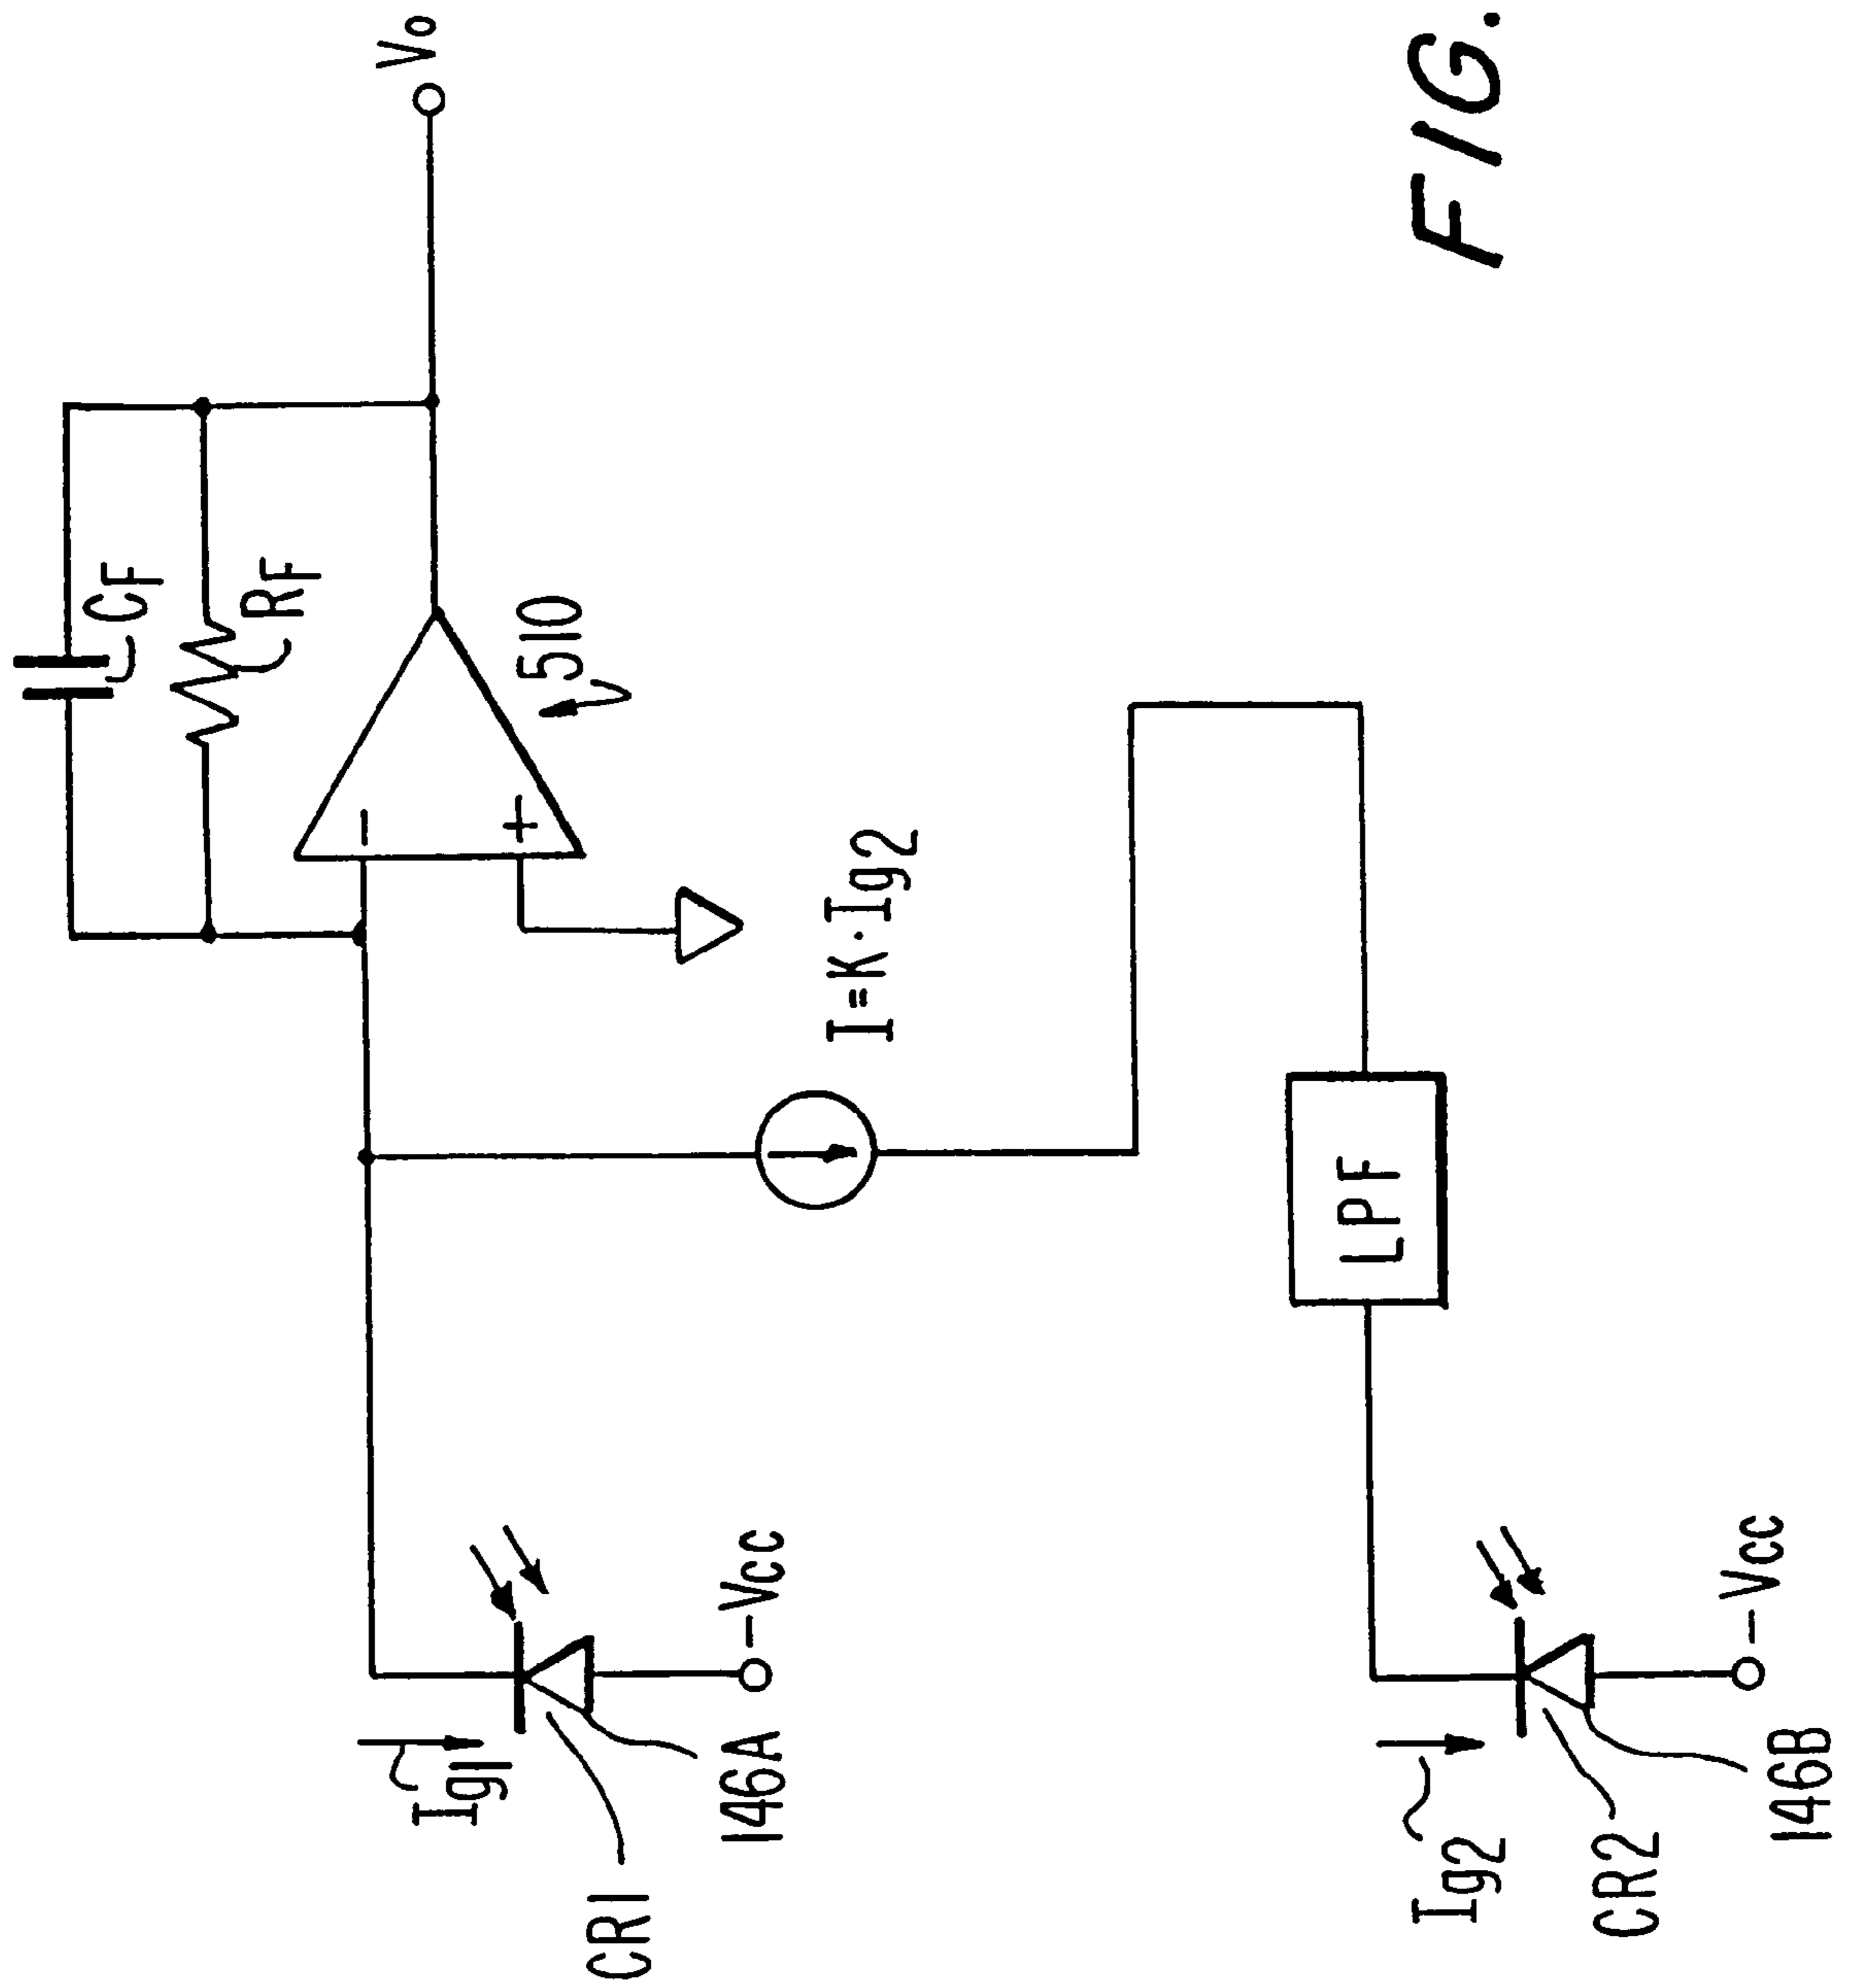 CF
RF
Vo
−
+
510
I=K·Ig2
Ig1
CR1
146A
−Vcc
LPF
Ig2
CR2
146B
−Vcc
FIG.